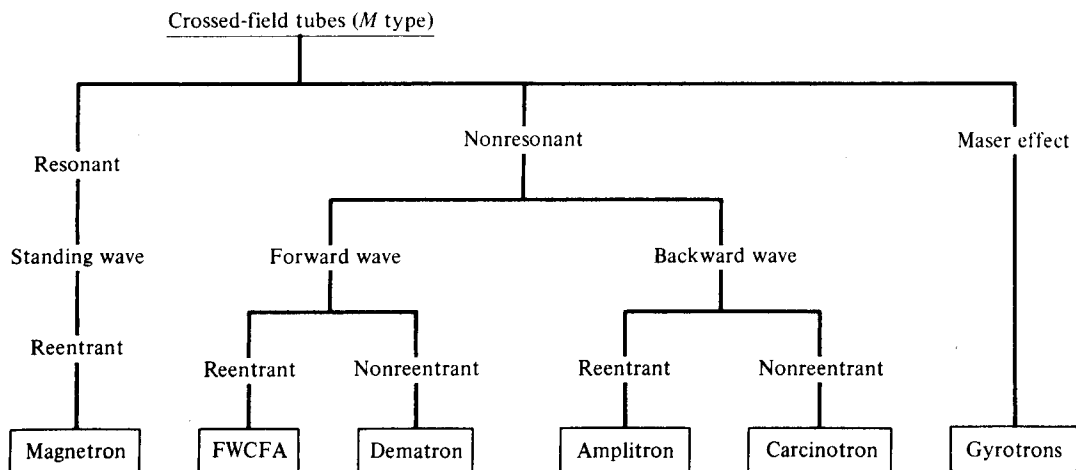 Crossed-field tubes (M type)
Nonresonant
Maser effect
Resonant
Standing wave
Forward wave
Backward wave
Reentrant
Reentrant
Nonreentrant
Reentrant
Nonreentrant
Magnetron
FWCFA
Dematron
Amplitron
Carcinotron
Gyrotrons